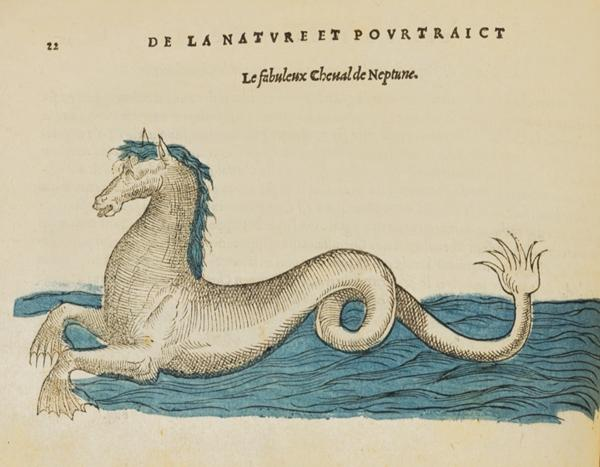 22
DE LA NATVRE ET POVRTRAICT
Le fabuleux Cheual de Neptune.